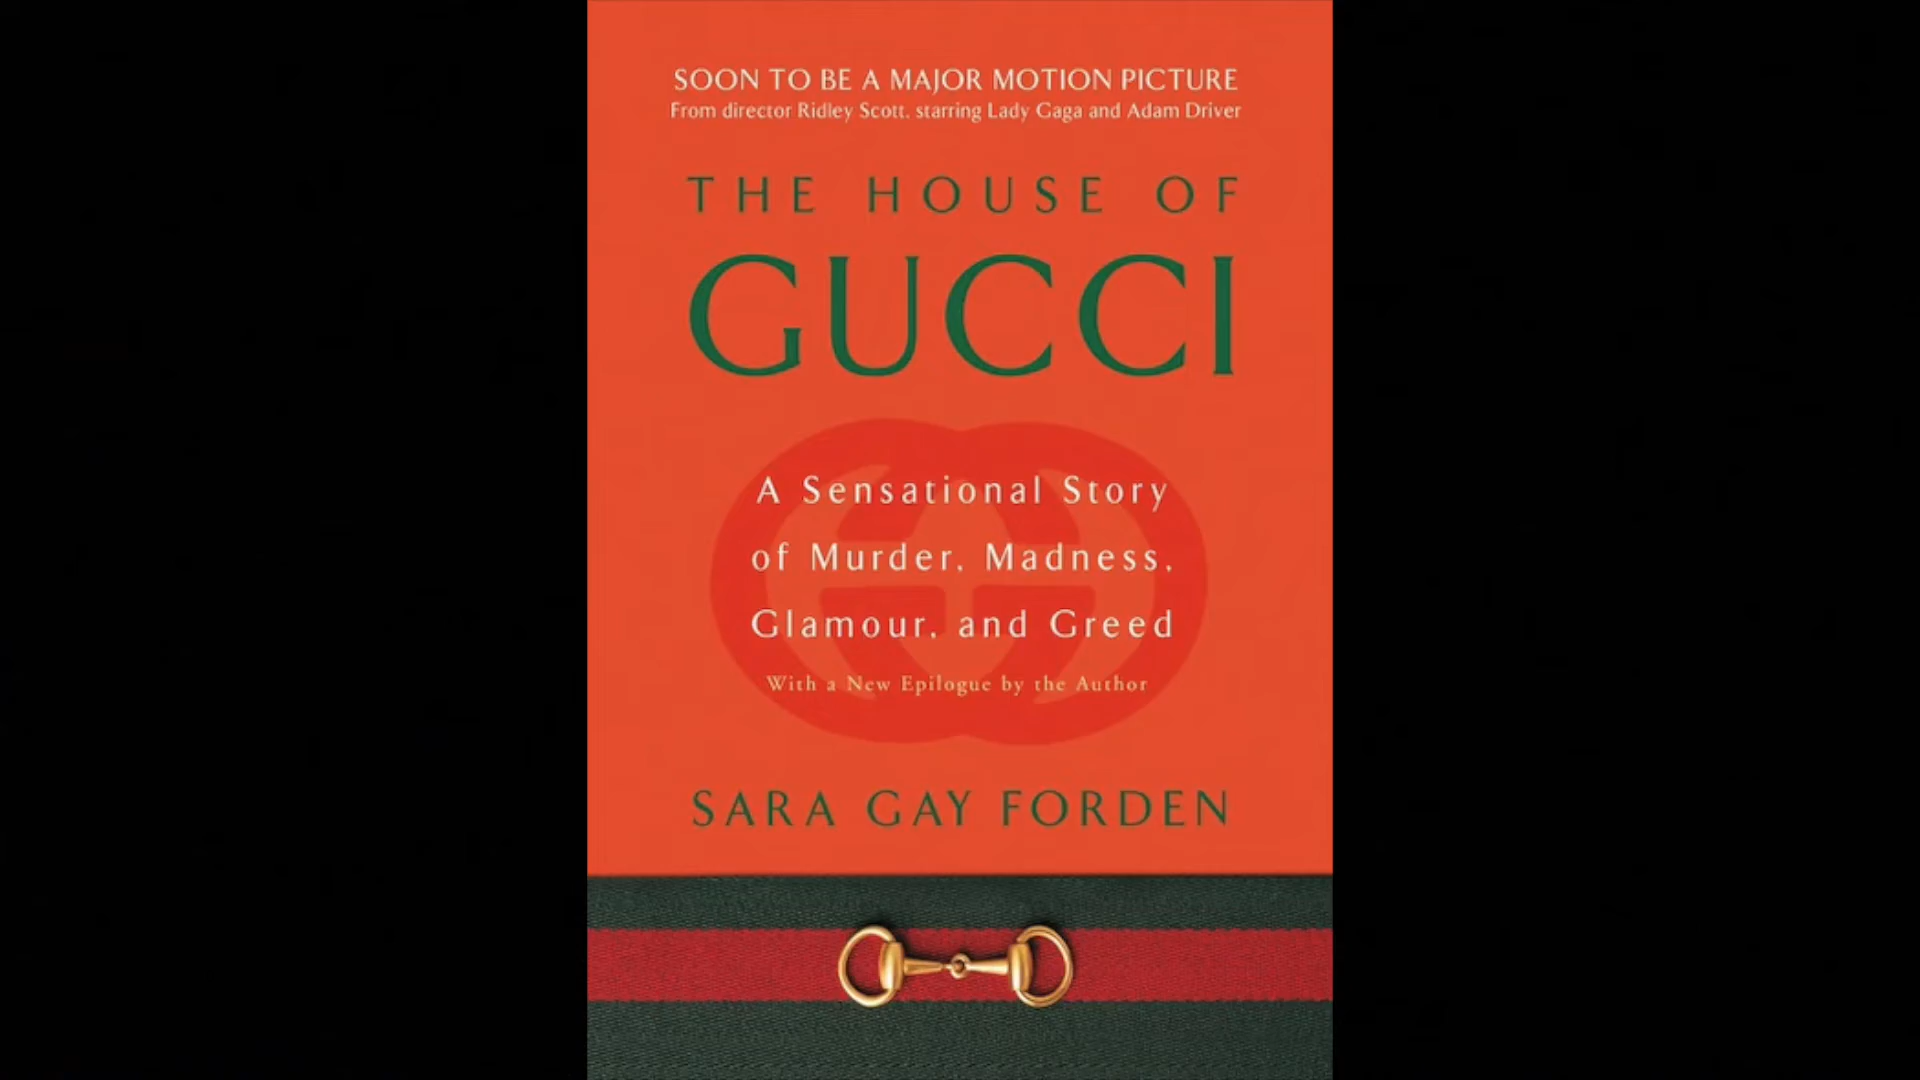 SOON TO BE A MAJOR MOTION PICTURE
From director Ridley Scott, starring Lady Gaga and Adam Driver
THE HOUSE OF
GUCCI
A Sensational Story
of Murder, Madness,
Glamour, and Greed
With a New Epilogue by the Author
SARA GAY FORDEN